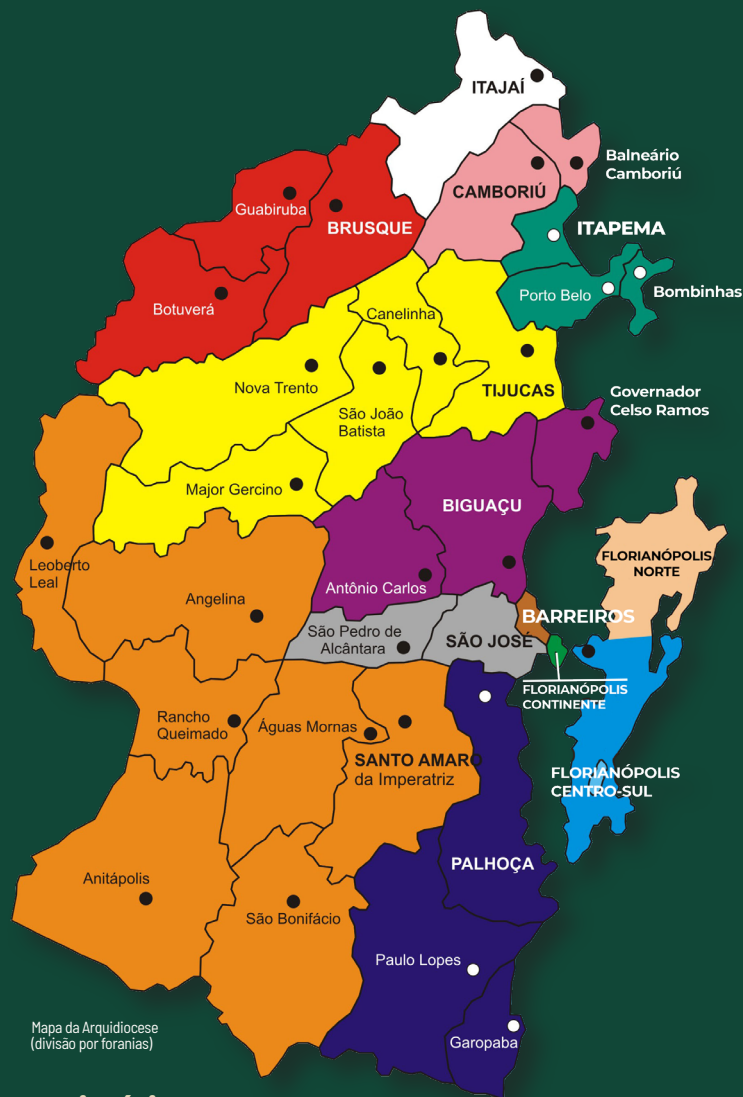 ITAJAÍ
Balneário
Camboriú
CAMBORIÚ
Guabiruba
BRUSQUE
ITAPEMA
Bombinhas
Porto Belo
Botuverá
Canelinha
Nova Trento
TIJUCAS
Governador
Celso Ramos
São João
Batista
Major Gercino
BIGUAÇU
FLORIANÓPOLIS
NORTE
Leoberto
Leal
Antônio Carlos
Angelina
BARREIROS
São Pedro de
Alcântara
SÃO JOSÉ
FLORIANÓPOLIS
CONTINENTE
Rancho
Queimado
Águas Mornas
SANTO AMARO
da Imperatriz
FLORIANÓPOLIS
CENTRO-SUL
PALHOÇA
Anitápolis
São Bonifácio
Paulo Lopes
Garopaba
Mapa da Arquidiocese
(divisão por foranias)